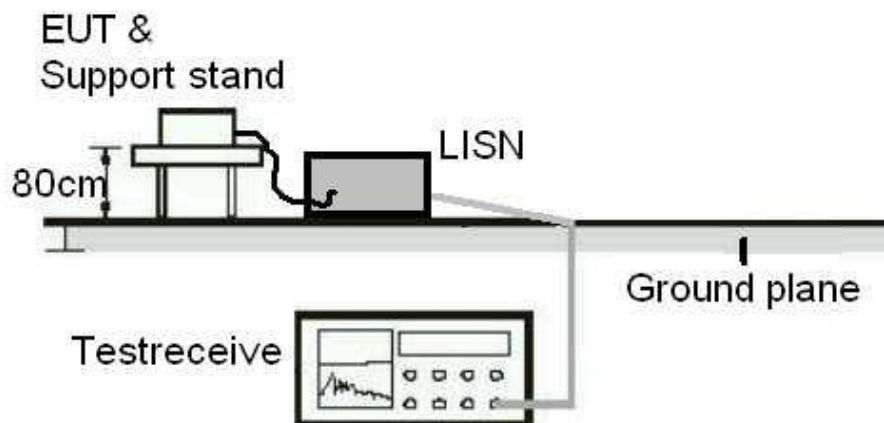 EUT &
Support stand
LISN
80cm
Ground plane
Testreceive